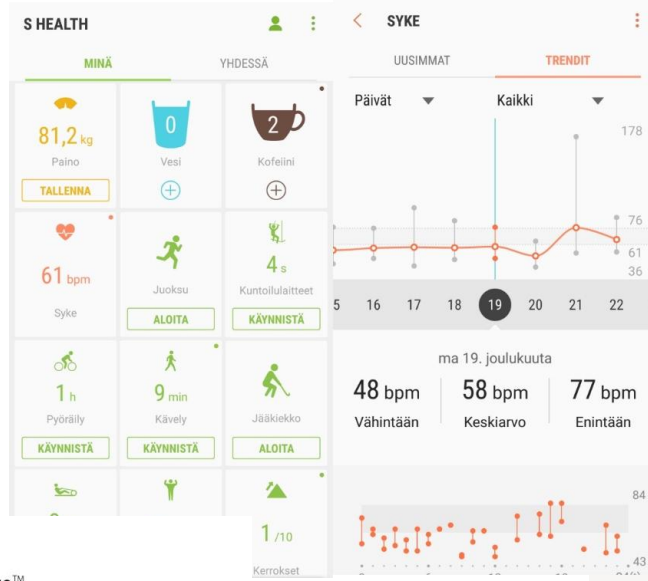 S HEALTH
MINÄ
YHDESSÄ
81,2 kg
Paino
TALLENNA
0
Vesi
2
Kofeiini
61 bpm
Syke
Juoksu
ALOITA
4 s
Kuntoilulaitteet
KÄYNNISTÄ
1 h
Pyöräily
KÄYNNISTÄ
9 min
Kävely
KÄYNNISTÄ
Jääkiekko
ALOITA
1 /10
Kerrokset
SYKE
UUSIMMAT
TRENDIT
Päivät
Kaikki
178
76
61
36
5 16 17 18 19 20 21 22
ma 19. joulukuuta
48 bpm
Vähintään
58 bpm
Keskiarvo
77 bpm
Enintään
84
43